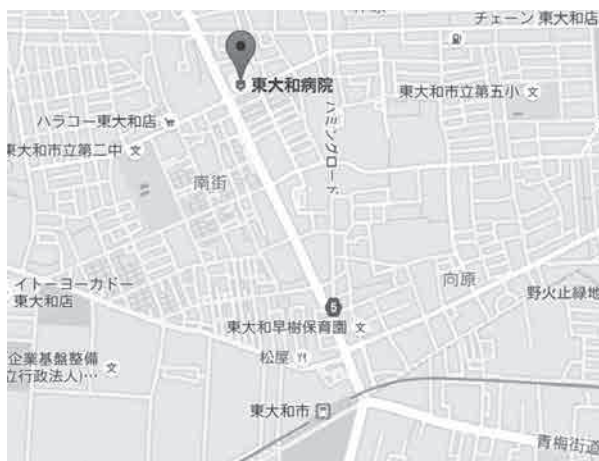 チェーン 東大和店
東大和病院
東大和市立第五小
ハミングロード
ハラコー東大和店
東大和市立第二中
南街
向原
イトーヨーカドー
東大和店
野火止緑地
5
東大和早樹保育園
企業基盤整備
立行政法人)…
松屋
東大和市
青梅街道